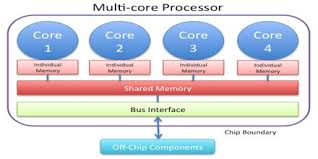 Multi-core Processor
Core 1
Core 2
Core 3
Core 4
Individual Memory
Individual Memory
Individual Memory
Individual Memory
Shared Memory
Bus Interface
Chip Boundary
Off-Chip Components